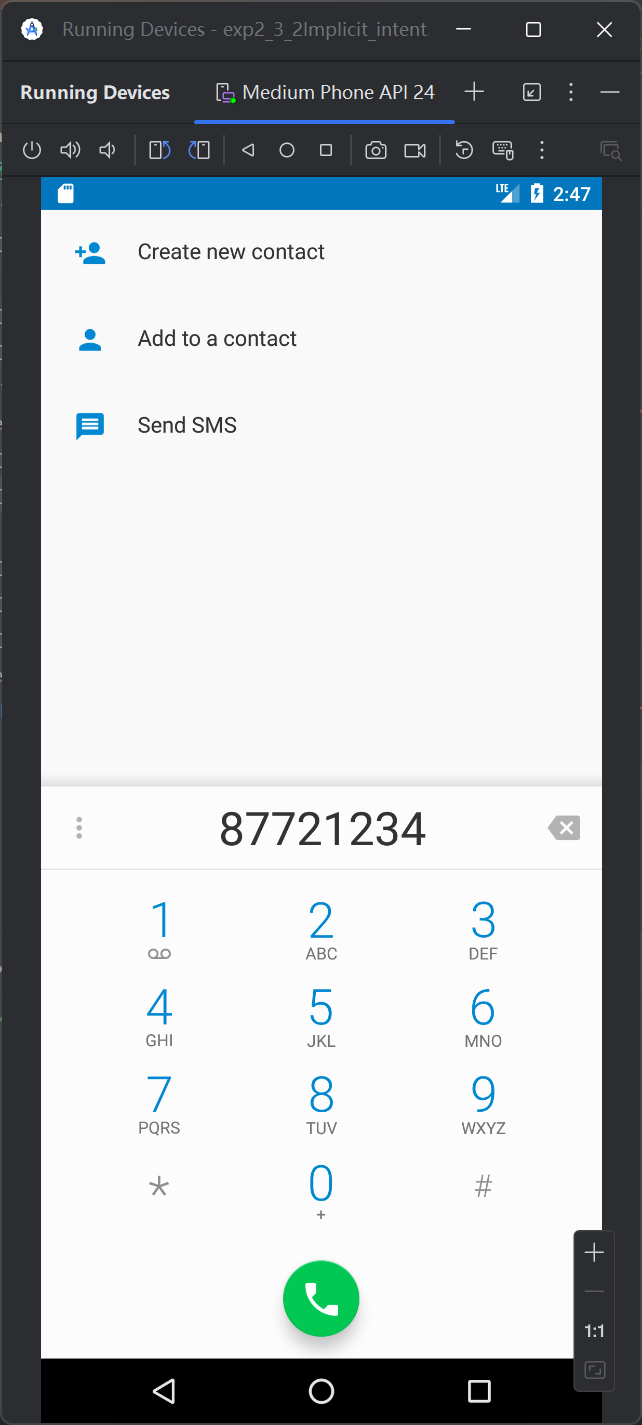 Running Devices - exp2_3_2Implicit_intent
Running Devices
Medium Phone API 24
LTE 2:47
Create new contact
Add to a contact
Send SMS
87721234
1 2 3
ABC DEF
4 5 6
GHI JKL MNO
7 8 9
PQRS TUV WXYZ
* 0 #
+
1:1